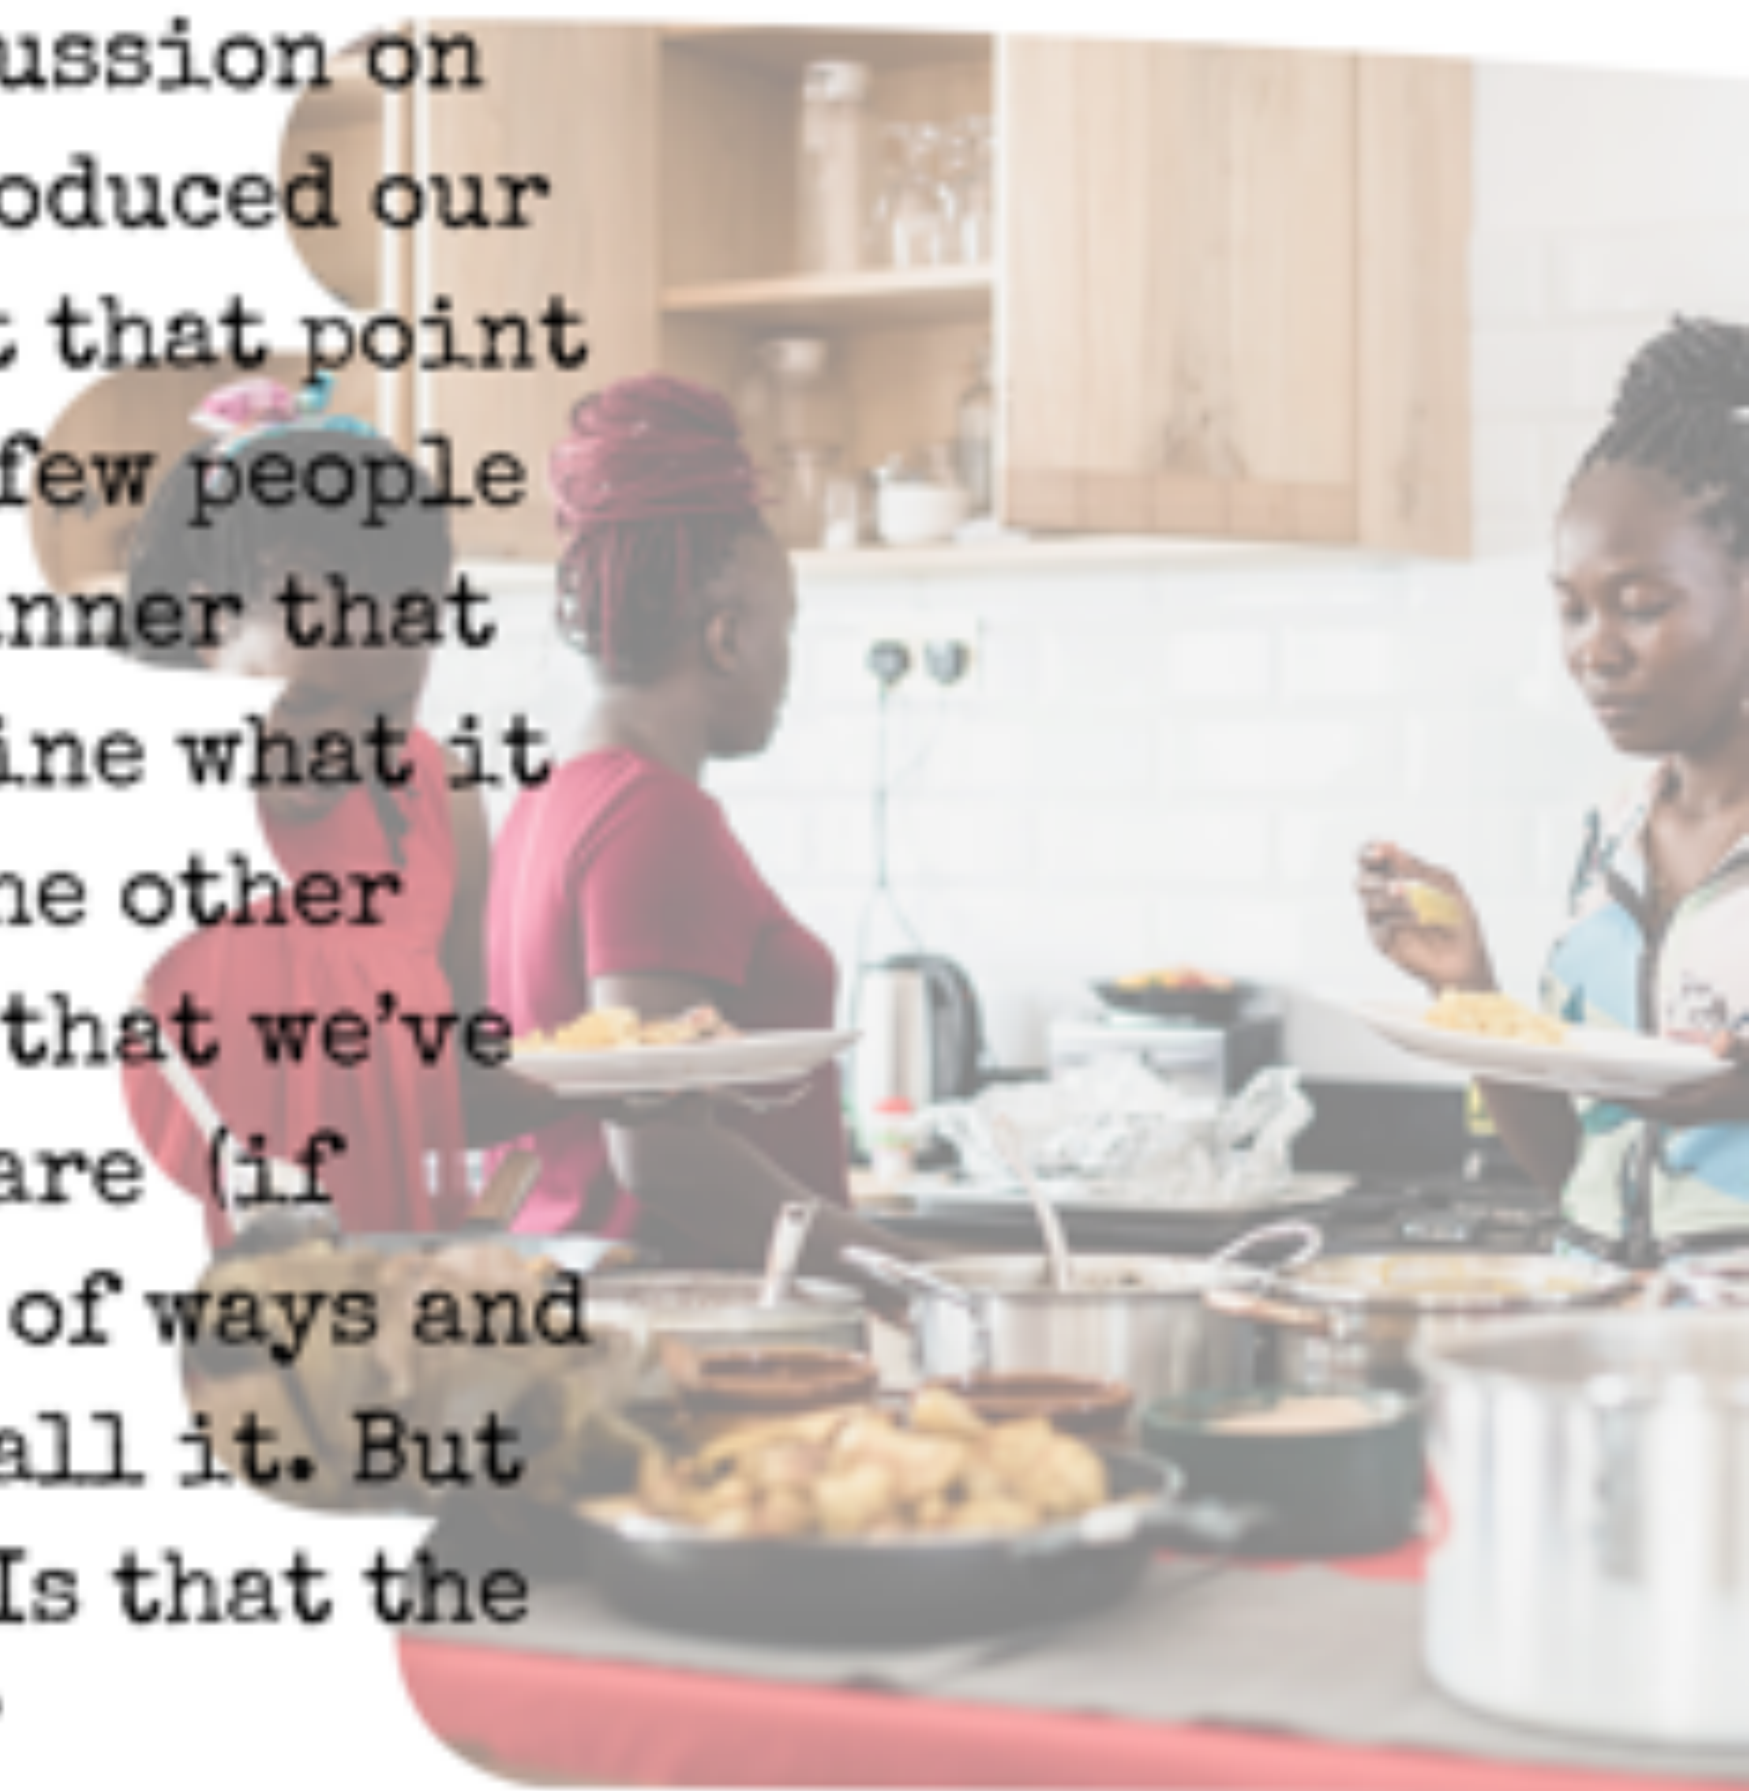 ussion on
oduced our
t that point
few people
nner that
ine what it
ne other
that we've
are (if
of ways and
all it. But
Is that the